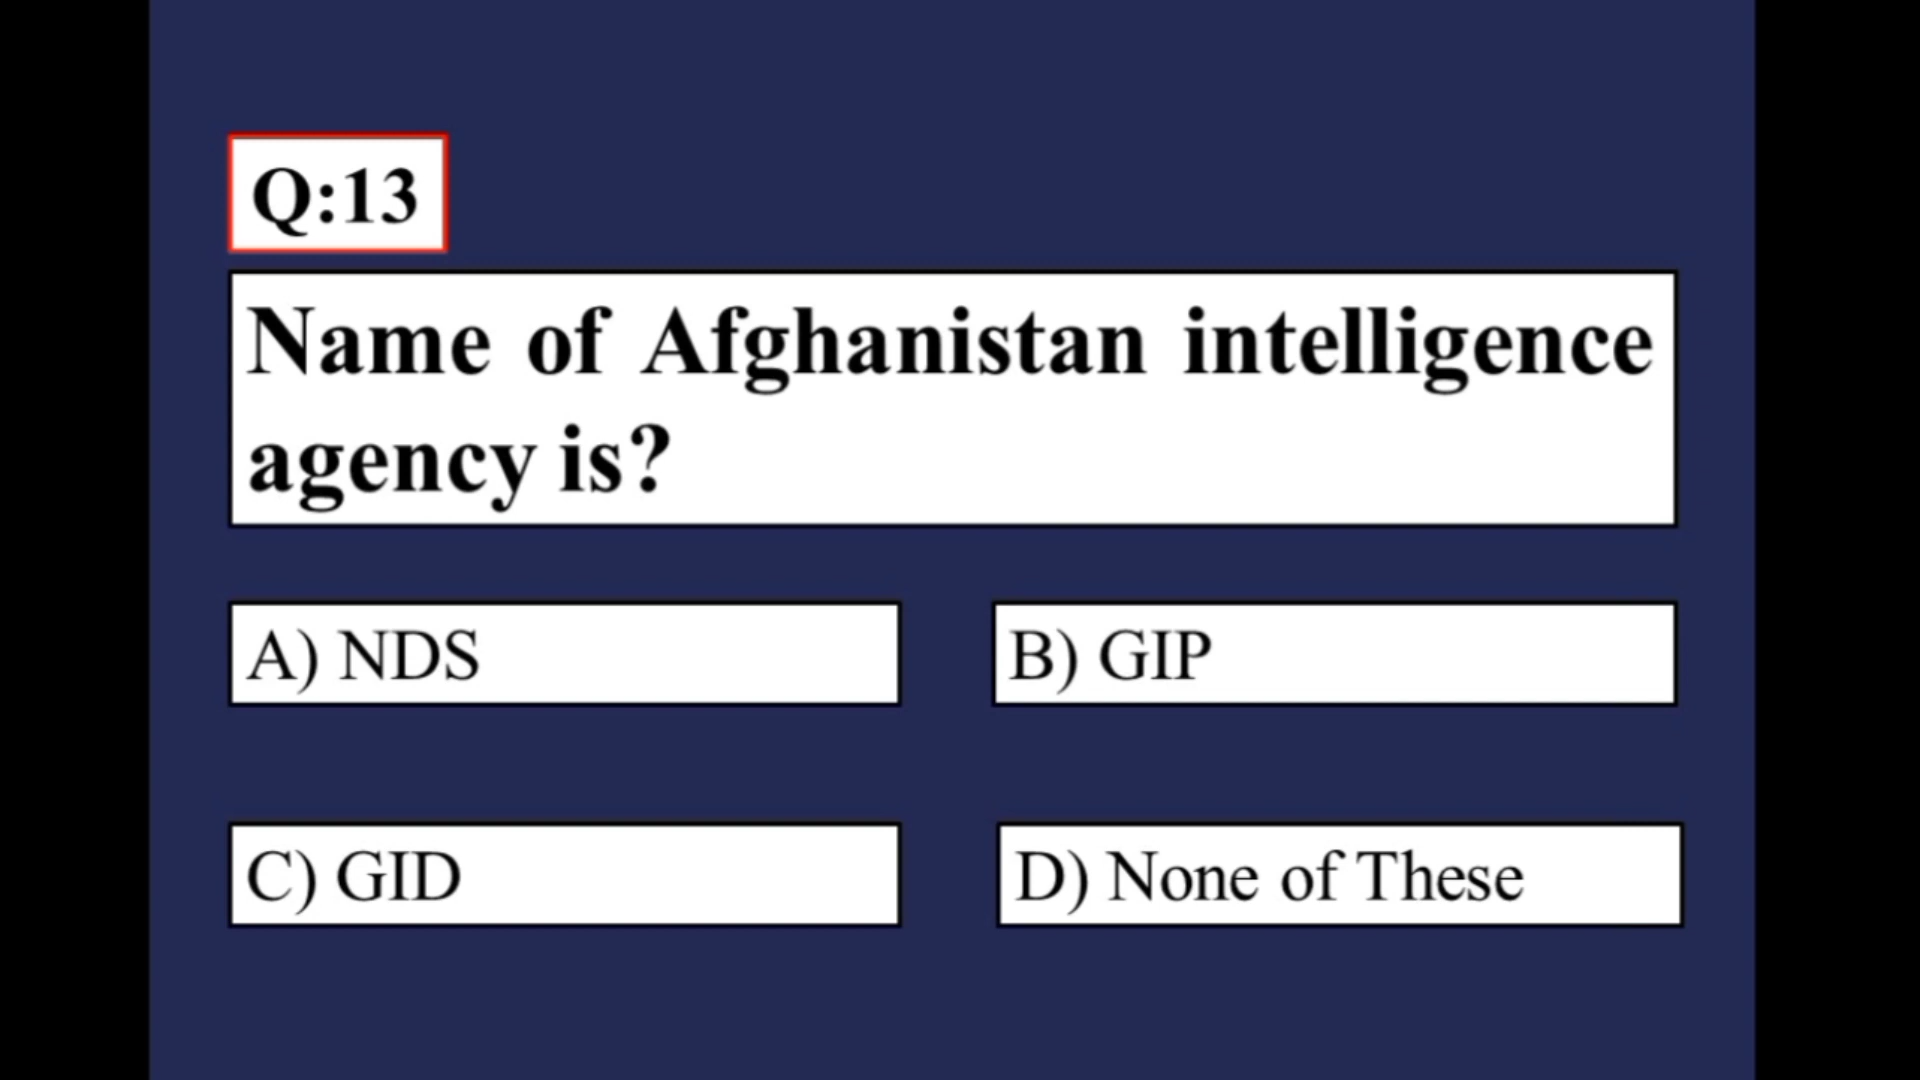 Q:13
Name of Afghanistan intelligence
agency is?
A) NDS
B) GIP
C) GID
D) None of These